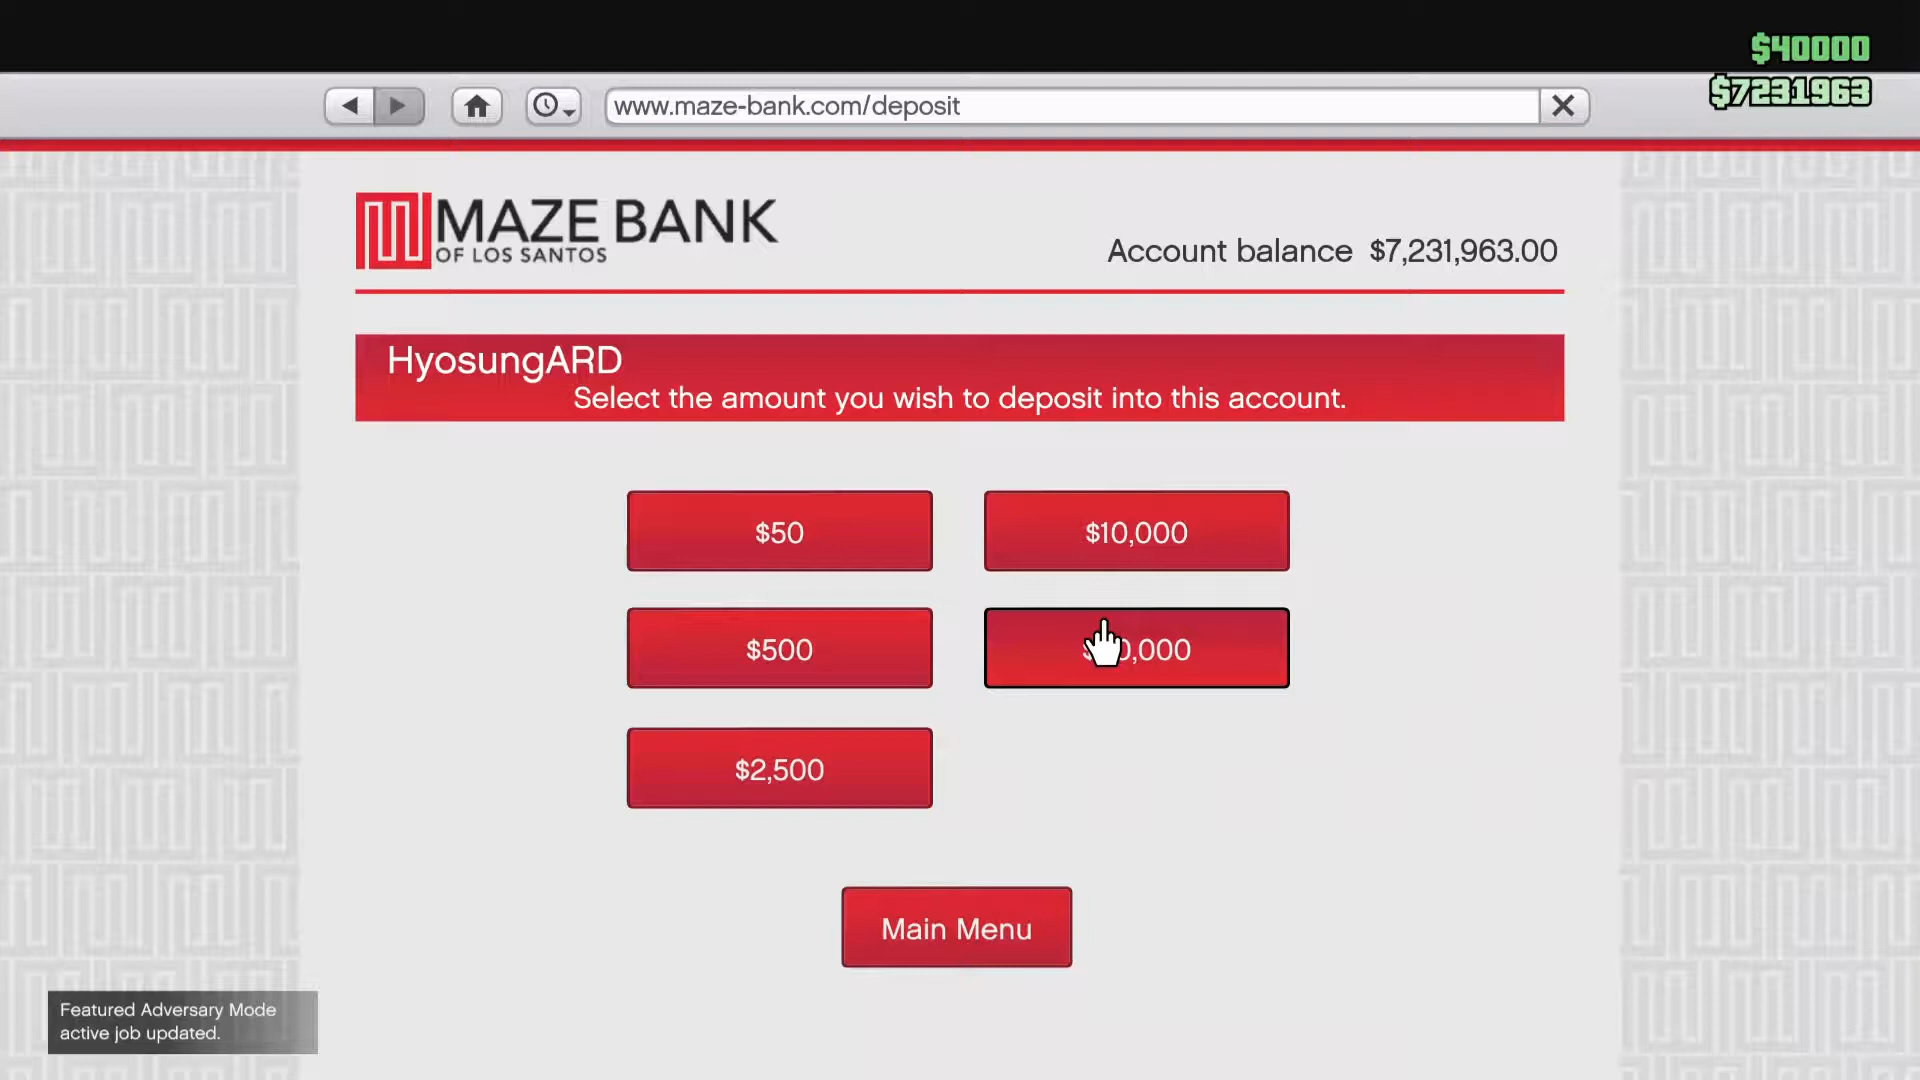 $40000
$7231963
www.maze-bank.com/deposit
MAZE BANK
OF LOS SANTOS
Account balance $7,231,963.00
HyosungARD
Select the amount you wish to deposit into this account.
$50
$10,000
$500
$2,500
Main Menu
Featured Adversary Mode
active job updated.